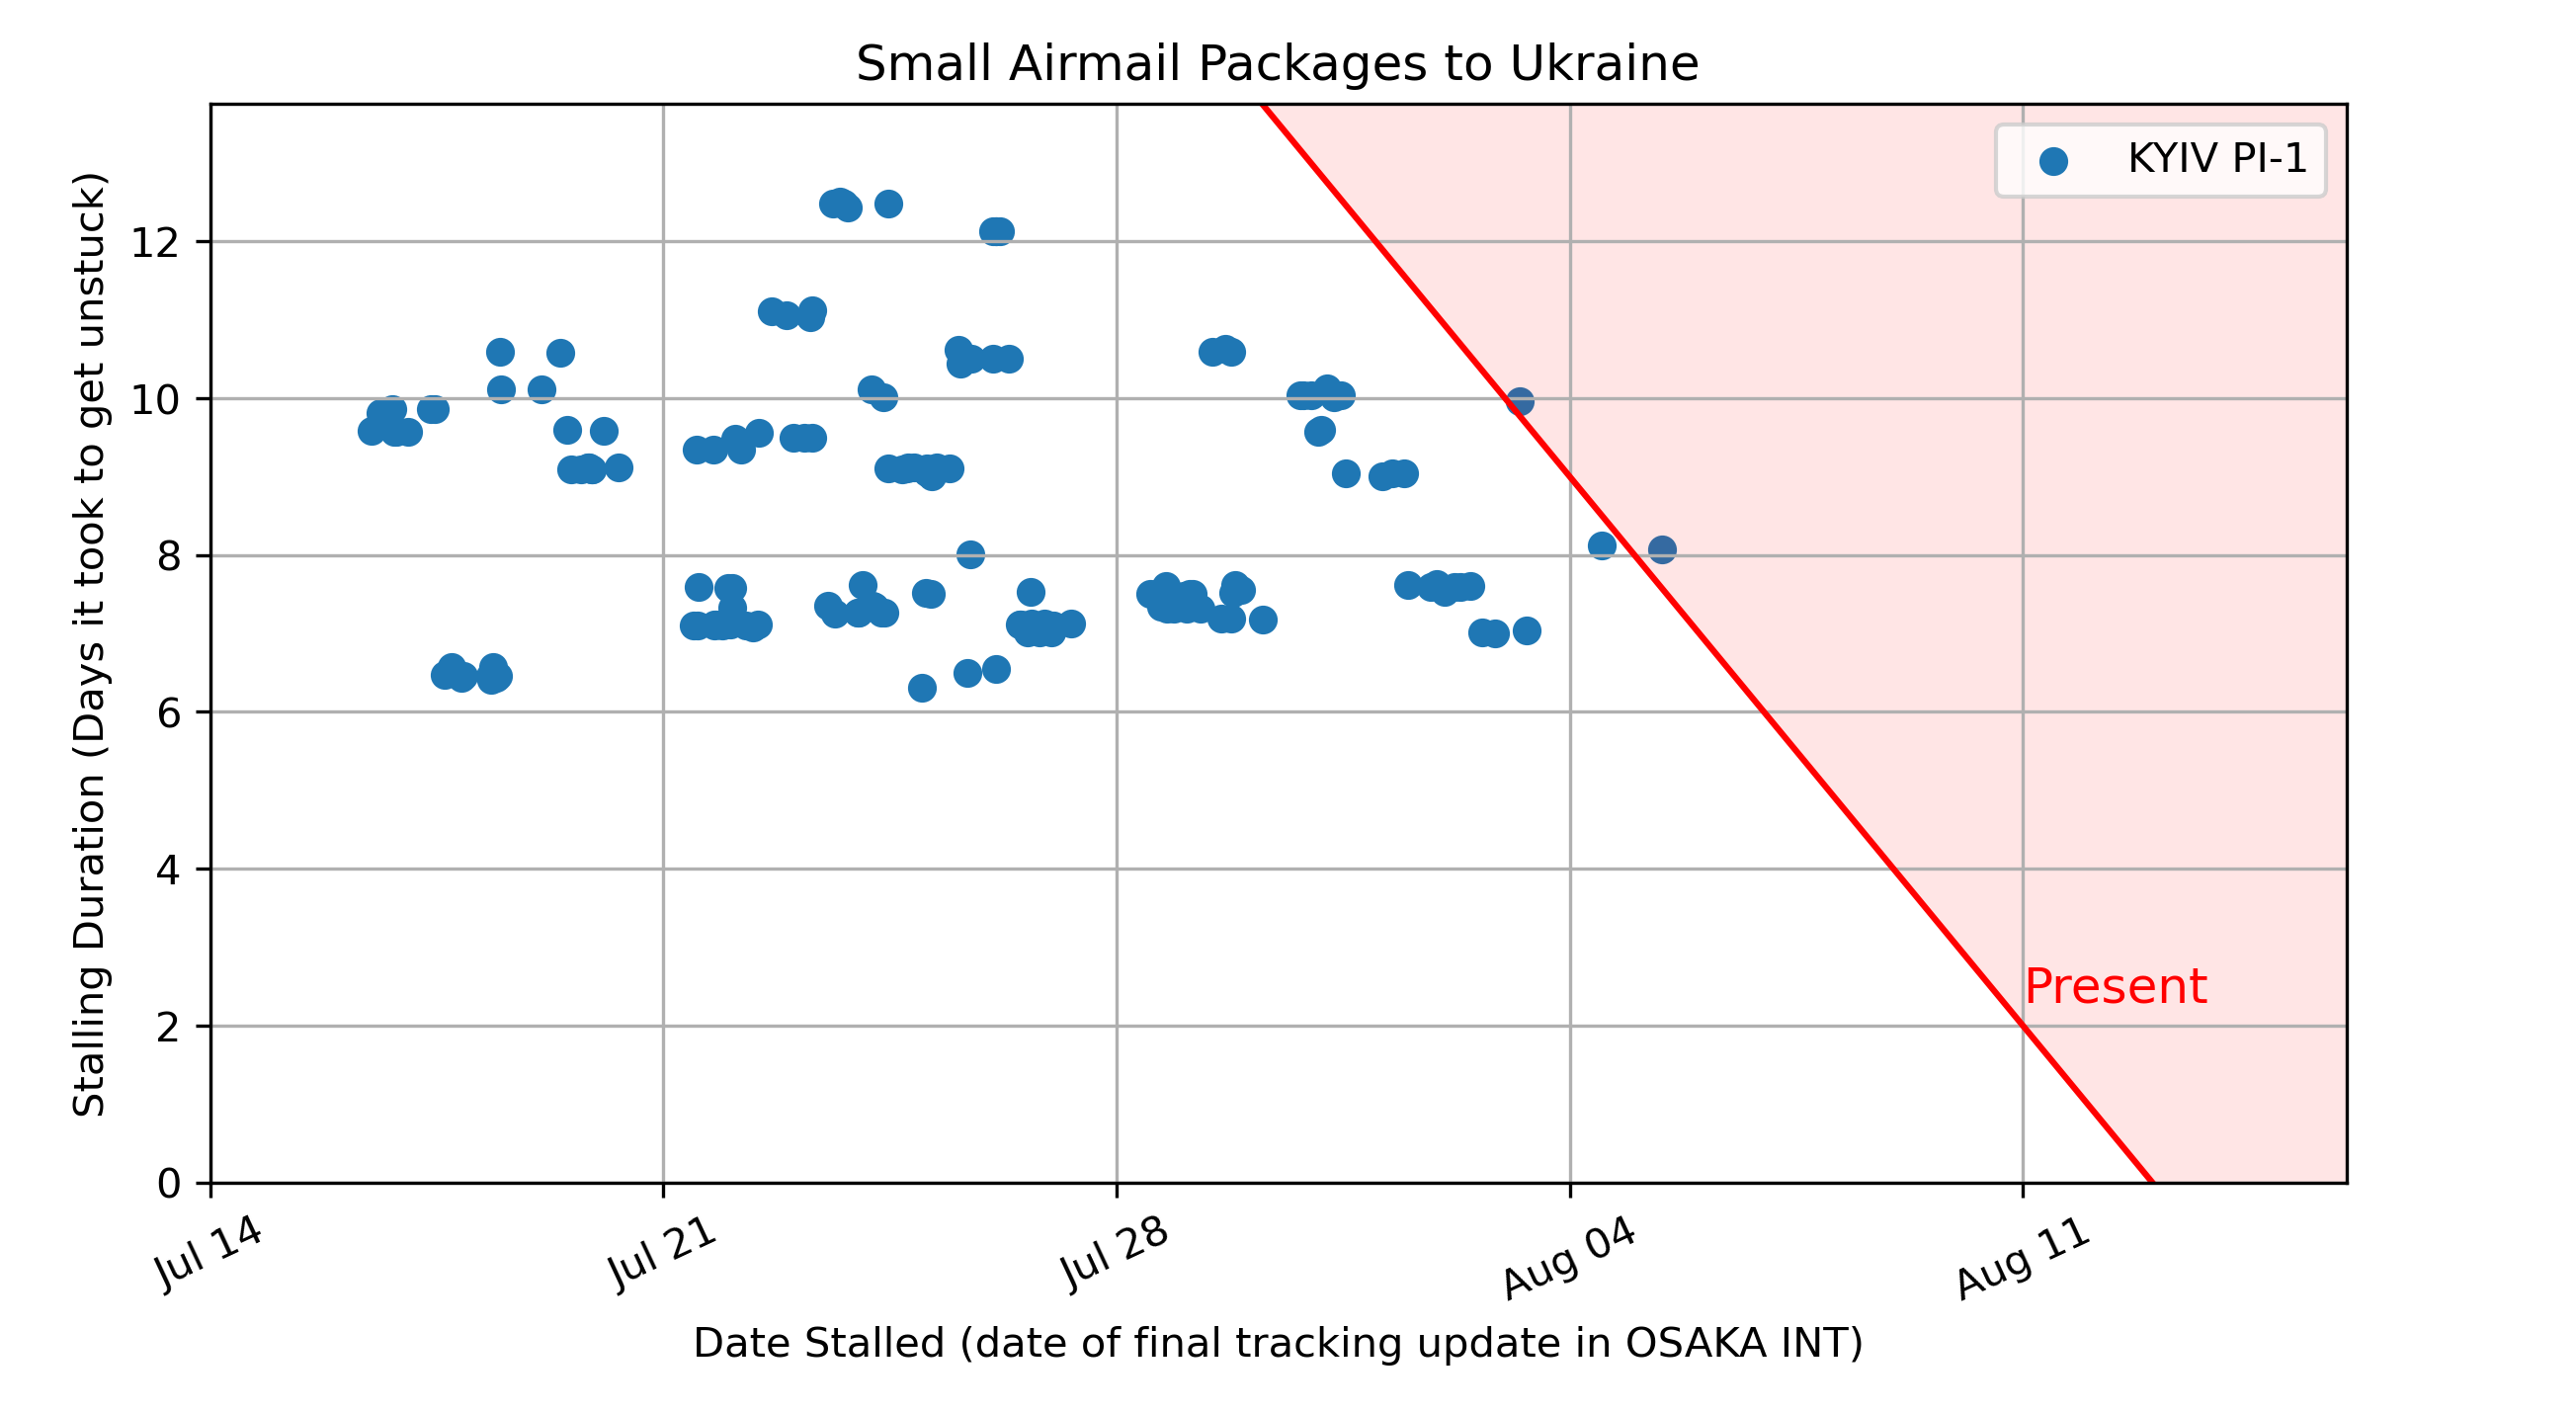 Small Airmail Packages to Ukraine
KYIV PI-1
Stalling Duration (Days it took to get unstuck)
12
10
8
6
4
2
0
Present
Jul 14
Jul 21
Jul 28
Aug 04
Aug 11
Date Stalled (date of final tracking update in OSAKA INT)